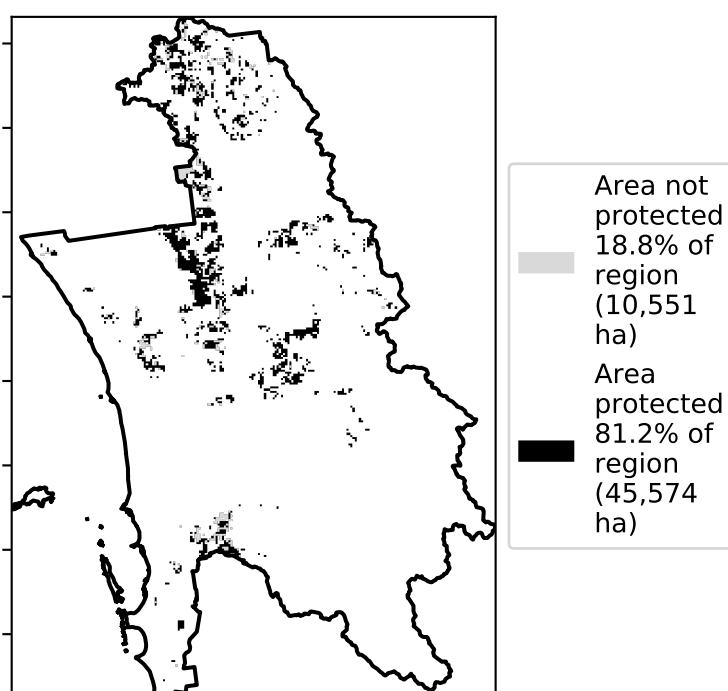 Area not
protected
18.8% of
region
(10,551
ha)
Area
protected
81.2% of
region
(45,574
ha)